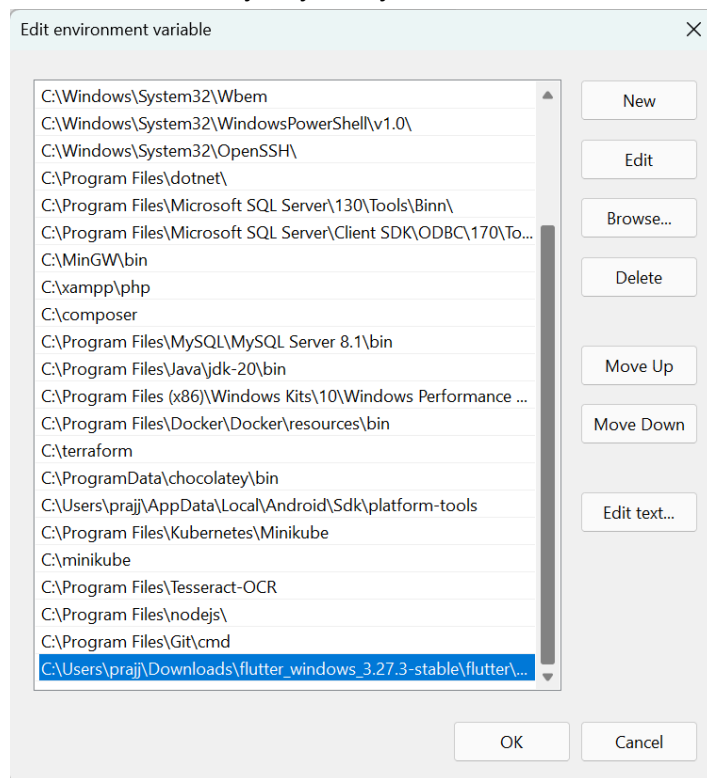 Edit environment variable
C:\Windows\System32\Wbem
C:\Windows\System32\WindowsPowerShell\v1.0\
C:\Windows\System32\OpenSSH\
C:\Program Files\dotnet\
C:\Program Files\Microsoft SQL Server\130\Tools\Binn\
C:\Program Files\Microsoft SQL Server\Client SDK\ODBC\170\To...
C:\MinGW\bin
C:\xampp\php
C:\composer
C:\Program Files\MySQL\MySQL Server 8.1\bin
C:\Program Files\Java\jdk-20\bin
C:\Program Files (x86)\Windows Kits\10\Windows Performance ...
C:\Program Files\Docker\Docker\resources\bin
C:\terraform
C:\ProgramData\chocolatey\bin
C:\Users\prajj\AppData\Local\Android\Sdk\platform-tools
C:\Program Files\Kubernetes\Minikube
C:\minikube
C:\Program Files\Tesseract-OCR
C:\Program Files\nodejs\
C:\Program Files\Git\cmd
C:\Users\prajj\Downloads\flutter_windows_3.27.3-stable\flutter\...
New
Edit
Browse...
Delete
Move Up
Move Down
Edit text...
OK
Cancel